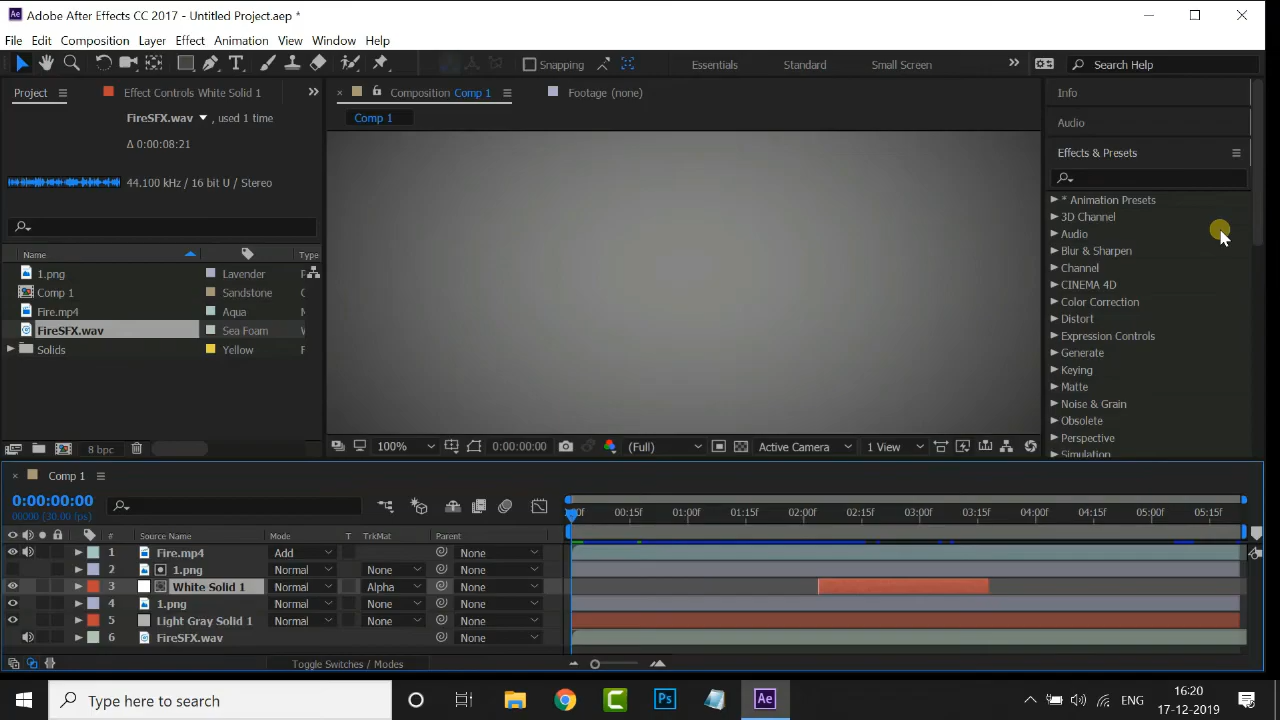 Ae Adobe After Effects CC 2017 - Untitled Project.aep *
File Edit Composition Layer Effect Animation View Window Help
T Snapping Essentials Standard Small Screen » Search Help
Project Effect Controls White Solid 1 » × Composition Comp 1 Footage (none)
Comp 1
FireSFX.wav ▼ , used 1 time
Δ 0:00:08:21
44.100 kHz / 16 bit U / Stereo
Name Type
1.png Lavender F
Comp 1 Sandstone C
Fire.mp4 Aqua
FireSFX.wav Sea Foam
Solids Yellow F
8 bpc
100% 0:00:00:00 (Full) Active Camera 1 View
Info
Audio
Effects & Presets
* Animation Presets
3D Channel
Audio
Blur & Sharpen
Channel
CINEMA 4D
Color Correction
Distort
Expression Controls
Generate
Keying
Matte
Noise & Grain
Obsolete
Perspective
Simulation
× Comp 1
0:00:00:00
00000 (30.00 fps)
:00f 00:15f 01:00f 01:15f 02:00f 02:15f 03:00f 03:15f 04:00f 04:15f 05:00f 05:15f
# Source Name Mode T TrkMat Parent
1 Fire.mp4 Add None
2 1.png Normal None None
3 White Solid 1 Normal Alpha None
4 1.png Normal None None
5 Light Gray Solid 1 Normal None None
6 FireSFX.wav None
Toggle Switches / Modes
Type here to search Ps Ae ENG 16:20
17-12-2019